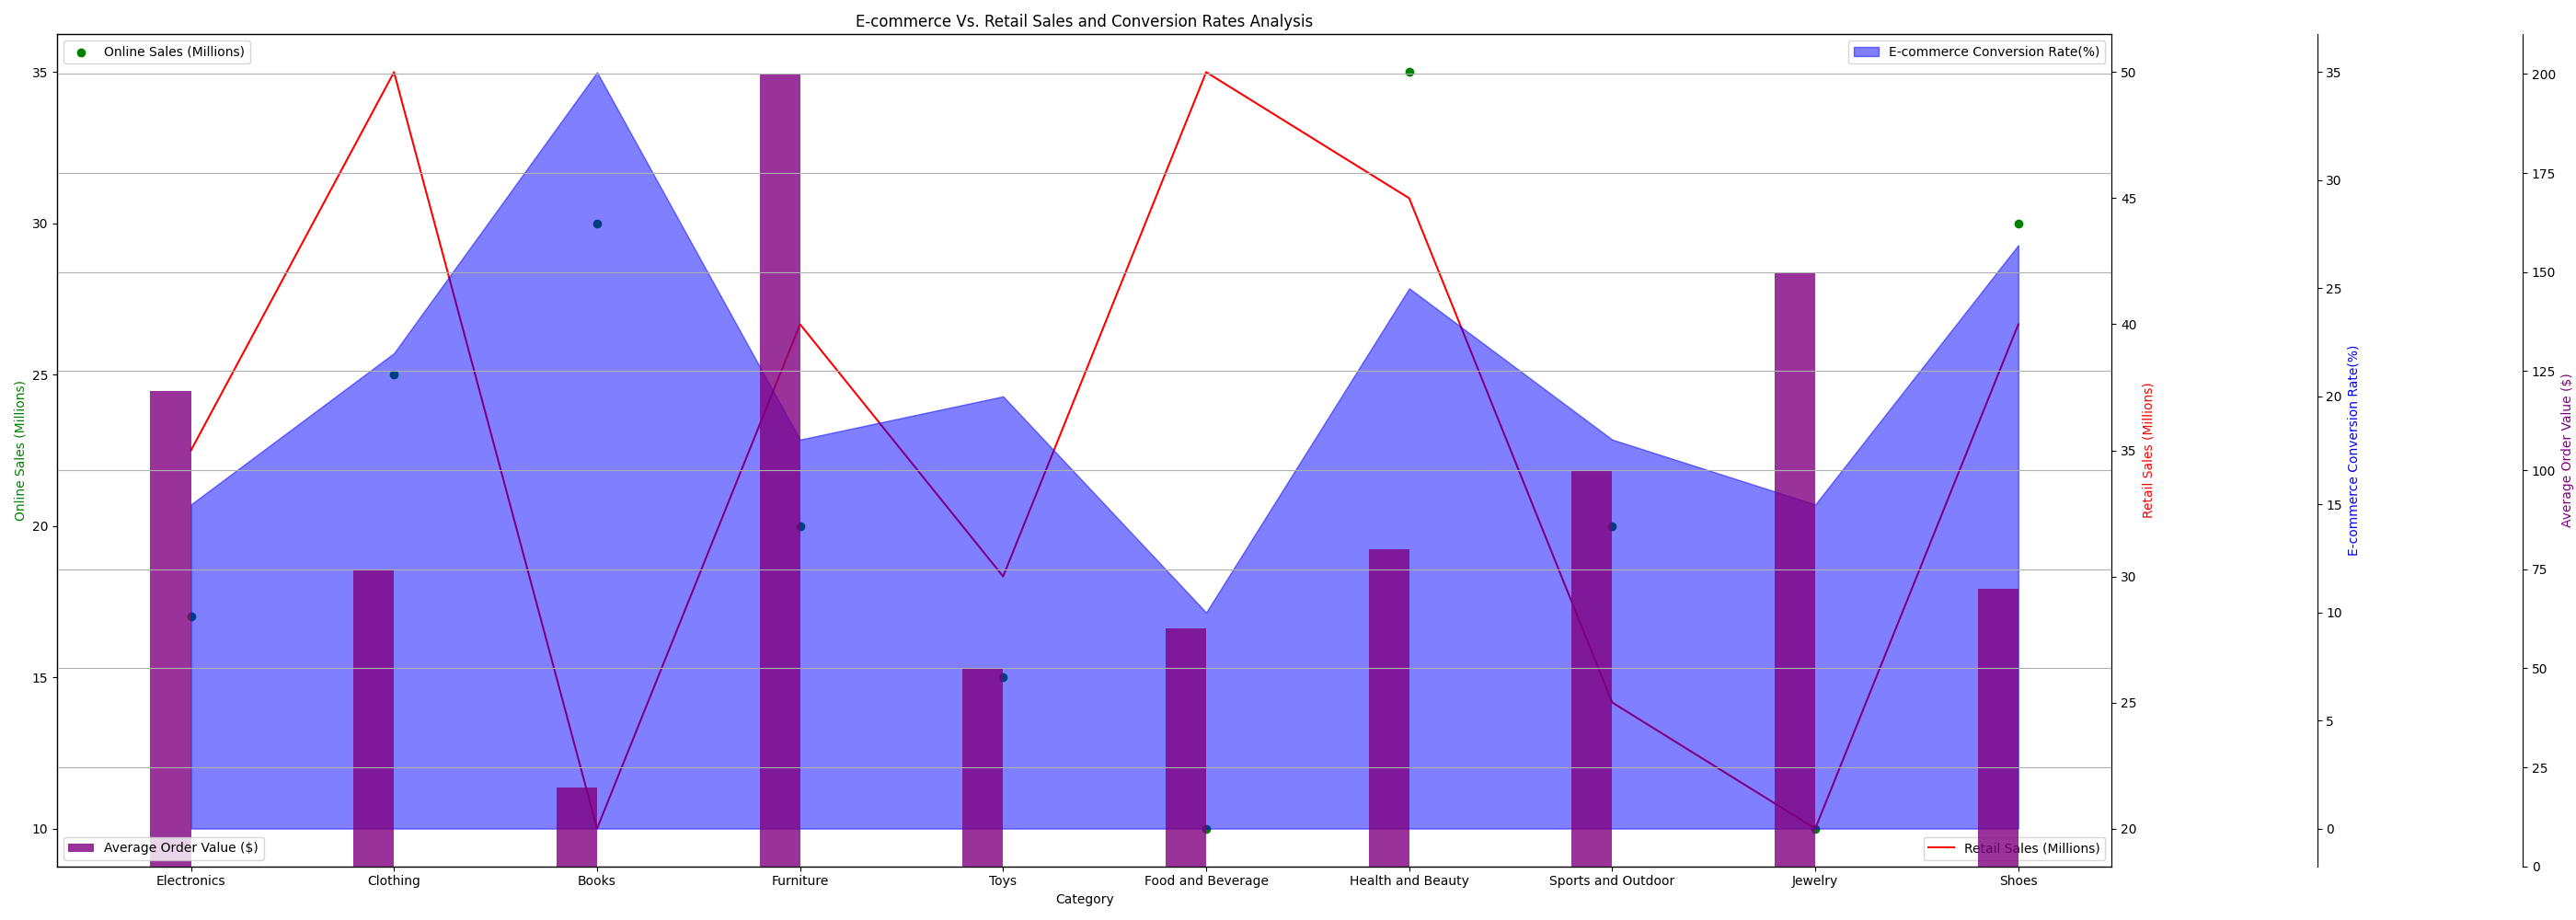 E-commerce Vs. Retail Sales and Conversion Rates Analysis
Online Sales (Millions)
E-commerce Conversion Rate(%)
Average Order Value ($)
Retail Sales (Millions)
Online Sales (Millions)
35
30
25
20
15
10
Electronics
Clothing
Books
Furniture
Toys
Food and Beverage
Health and Beauty
Sports and Outdoor
Jewelry
Shoes
Category
50
45
40
35
30
25
20
Retail Sales (Millions)
35
30
25
20
15
10
5
0
E-commerce Conversion Rate(%)
200
175
150
125
100
75
50
25
0
Average Order Value ($)